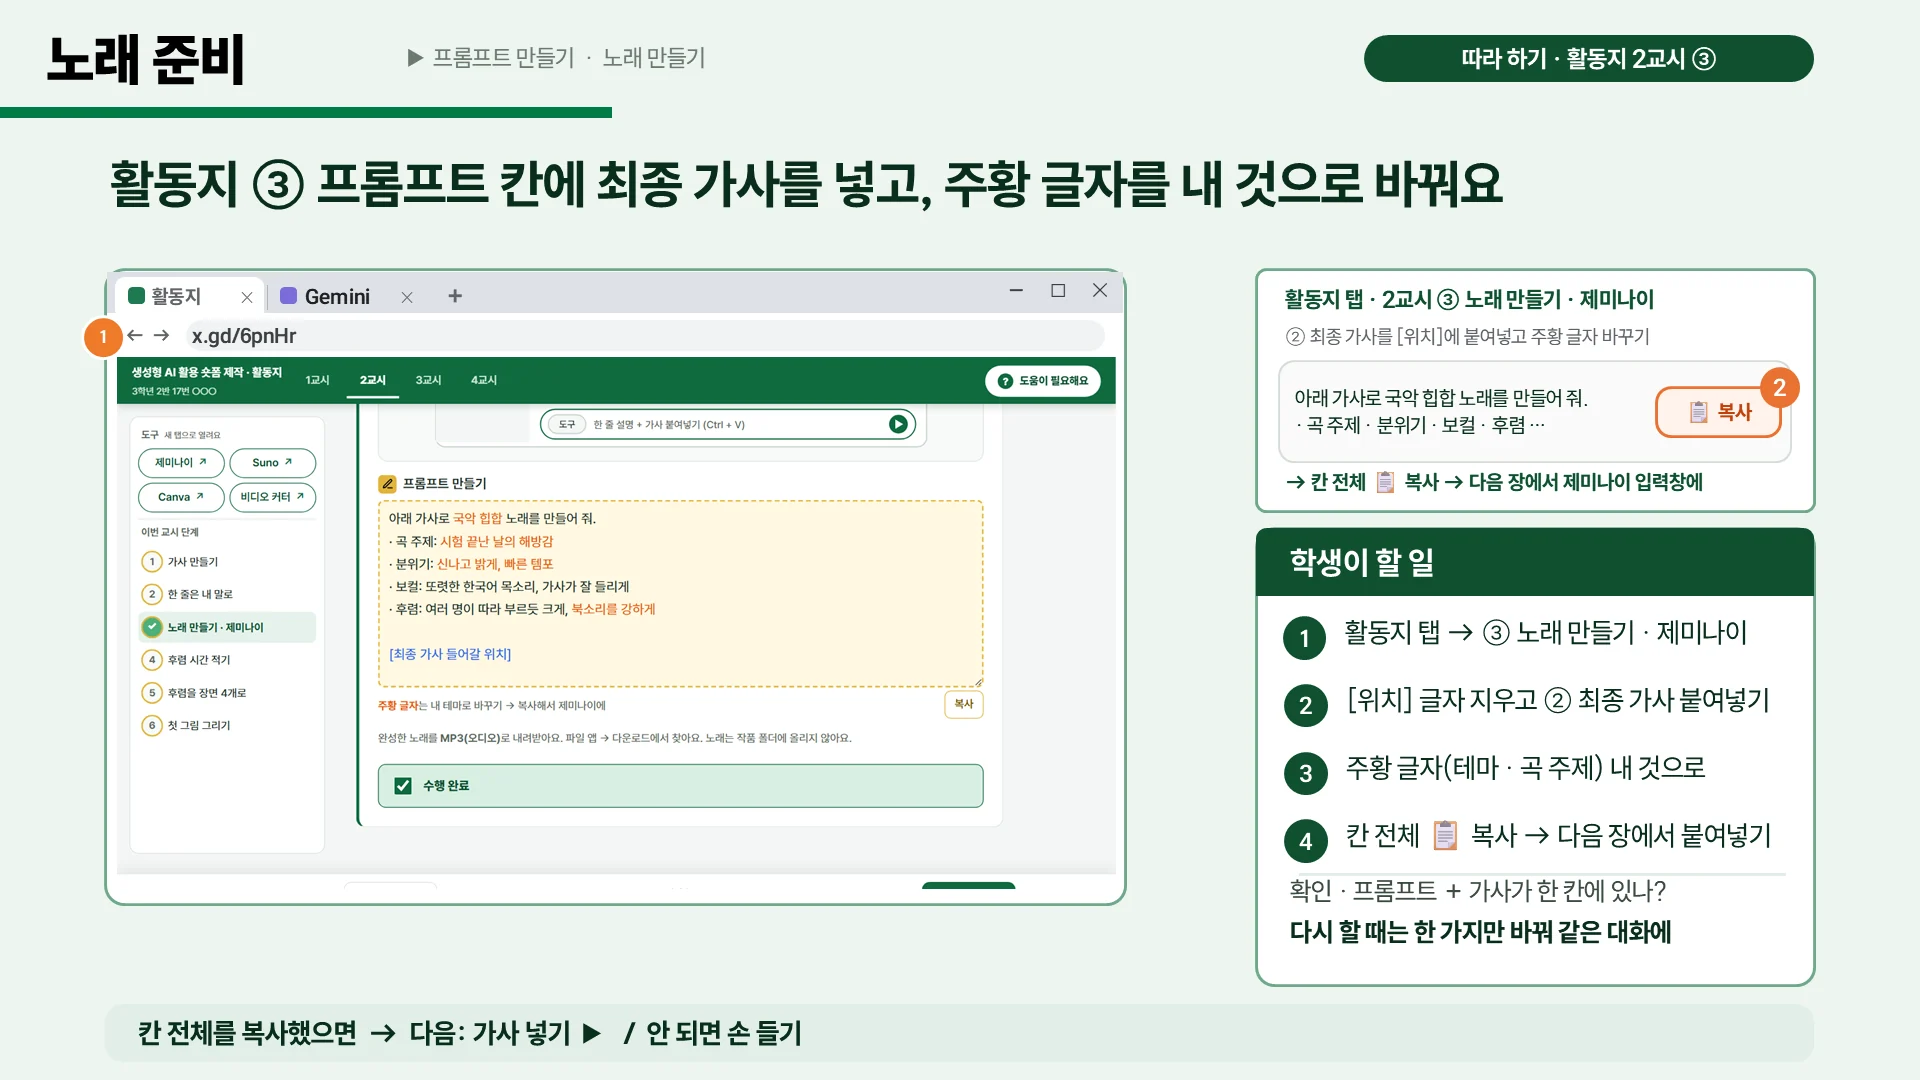 노래 준비
▶ 프롬프트 만들기 · 노래 만들기
따라 하기 · 활동지 2교시 ③
활동지 ③ 프롬프트 칸에 최종 가사를 넣고, 주황 글자를 내 것으로 바꿔요
활동지
Gemini
1
x.gd/6pnHr
생성형 AI 활용 숏폼 제작 · 활동지
3학년 2반 17번 OOO
1교시
2교시
3교시
4교시
? 도움이 필요해요
도구 새 탭으로 열려요
제미나이 ↗
Suno ↗
Canva ↗
비디오 커터 ↗
이번 교시 단계
1 가사 만들기
2 한 줄은 내 말로
노래 만들기 · 제미나이
4 후렴 시간 적기
5 후렴을 장면 4개로
6 첫 그림 그리기
도구 한 줄 설명 + 가사 붙여넣기 (Ctrl + V)
프롬프트 만들기
아래 가사로 국악 힙합 노래를 만들어 줘.
· 곡 주제: 시험 끝난 날의 해방감
· 분위기: 신나고 밝게, 빠른 템포
· 보컬: 또렷한 한국어 목소리, 가사가 잘 들리게
· 후렴: 여러 명이 따라 부르듯 크게, 북소리를 강하게
[최종 가사 들어갈 위치]
주황 글자는 내 테마로 바꾸기 → 복사해서 제미나이에
복사
완성한 노래를 MP3(오디오)로 내려받아요. 파일 앱 → 다운로드에서 찾아요. 노래는 작품 폴더에 올리지 않아요.
수행 완료
활동지 탭 · 2교시 ③ 노래 만들기 · 제미나이
② 최종 가사를 [위치]에 붙여넣고 주황 글자 바꾸기
아래 가사로 국악 힙합 노래를 만들어 줘.
· 곡 주제 · 분위기 · 보컬 · 후렴 …
📋 복사
2
→ 칸 전체 📋 복사 → 다음 장에서 제미나이 입력창에
학생이 할 일
1 활동지 탭 → ③ 노래 만들기 · 제미나이
2 [위치] 글자 지우고 ② 최종 가사 붙여넣기
3 주황 글자(테마 · 곡 주제) 내 것으로
4 칸 전체 📋 복사 → 다음 장에서 붙여넣기
확인 · 프롬프트 + 가사가 한 칸에 있나?
다시 할 때는 한 가지만 바꿔 같은 대화에
칸 전체를 복사했으면 → 다음: 가사 넣기 ▶ / 안 되면 손 들기